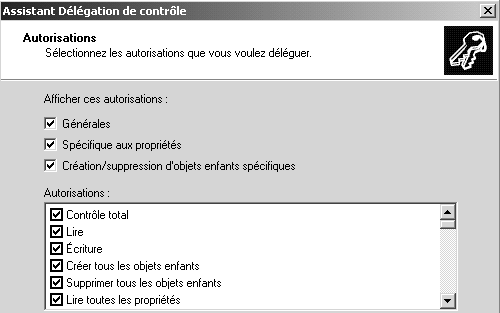 Assistant Délégation de contrôle
Autorisations
Sélectionnez les autorisations que vous voulez déléguer.
Afficher ces autorisations :
Générales
Spécifique aux propriétés
Création/suppression d'objets enfants spécifiques
Autorisations :
Contrôle total
Lire
Écriture
Créer tous les objets enfants
Supprimer tous les objets enfants
Lire toutes les propriétés